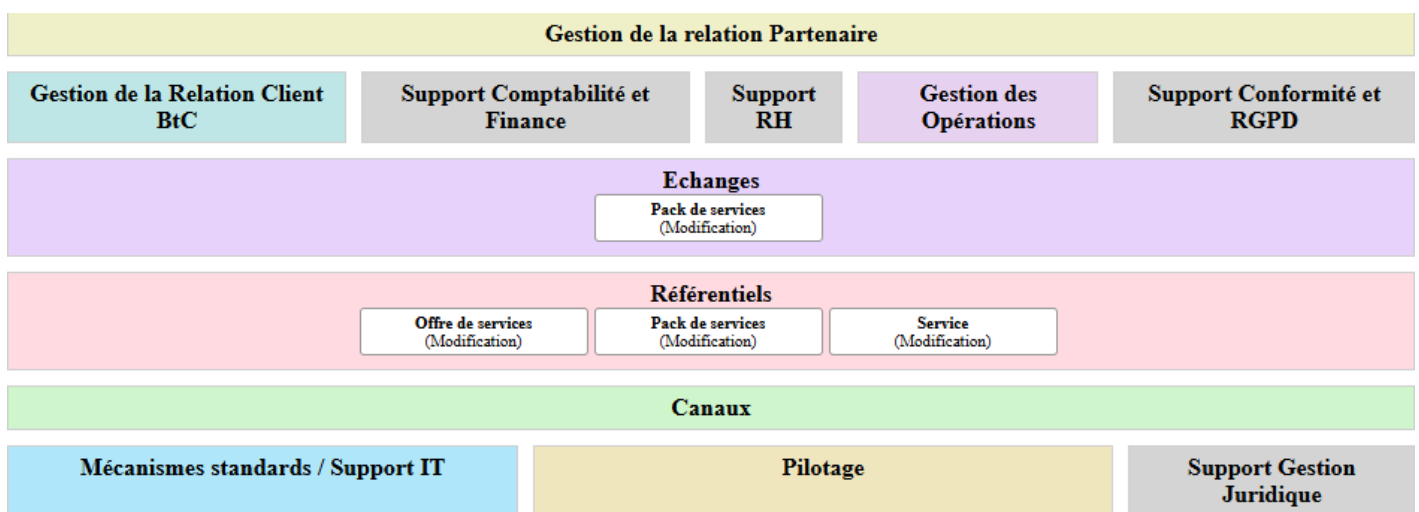 Gestion de la relation Partenaire
Gestion de la Relation Client
BtC
Support Comptabilité et
Finance
Support
RH
Gestion des
Opérations
Support Conformité et
RGPD
Echanges
Pack de services
(Modification)
Référentiels
Offre de services
(Modification)
Pack de services
(Modification)
Service
(Modification)
Canaux
Mécanismes standards / Support IT
Pilotage
Support Gestion
Juridique